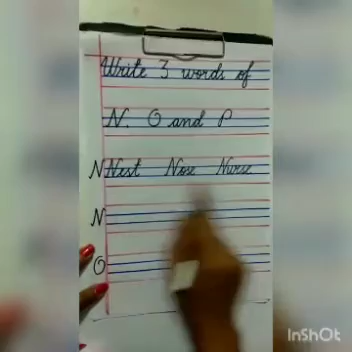 Write 3 words of
N. O and P
N Nest Nose Nurse
N
O
InShOt